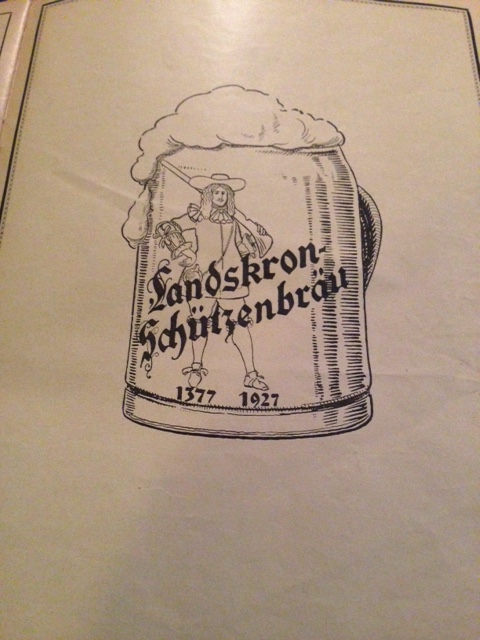 Landskron-
Schützenbräu
1377 1927